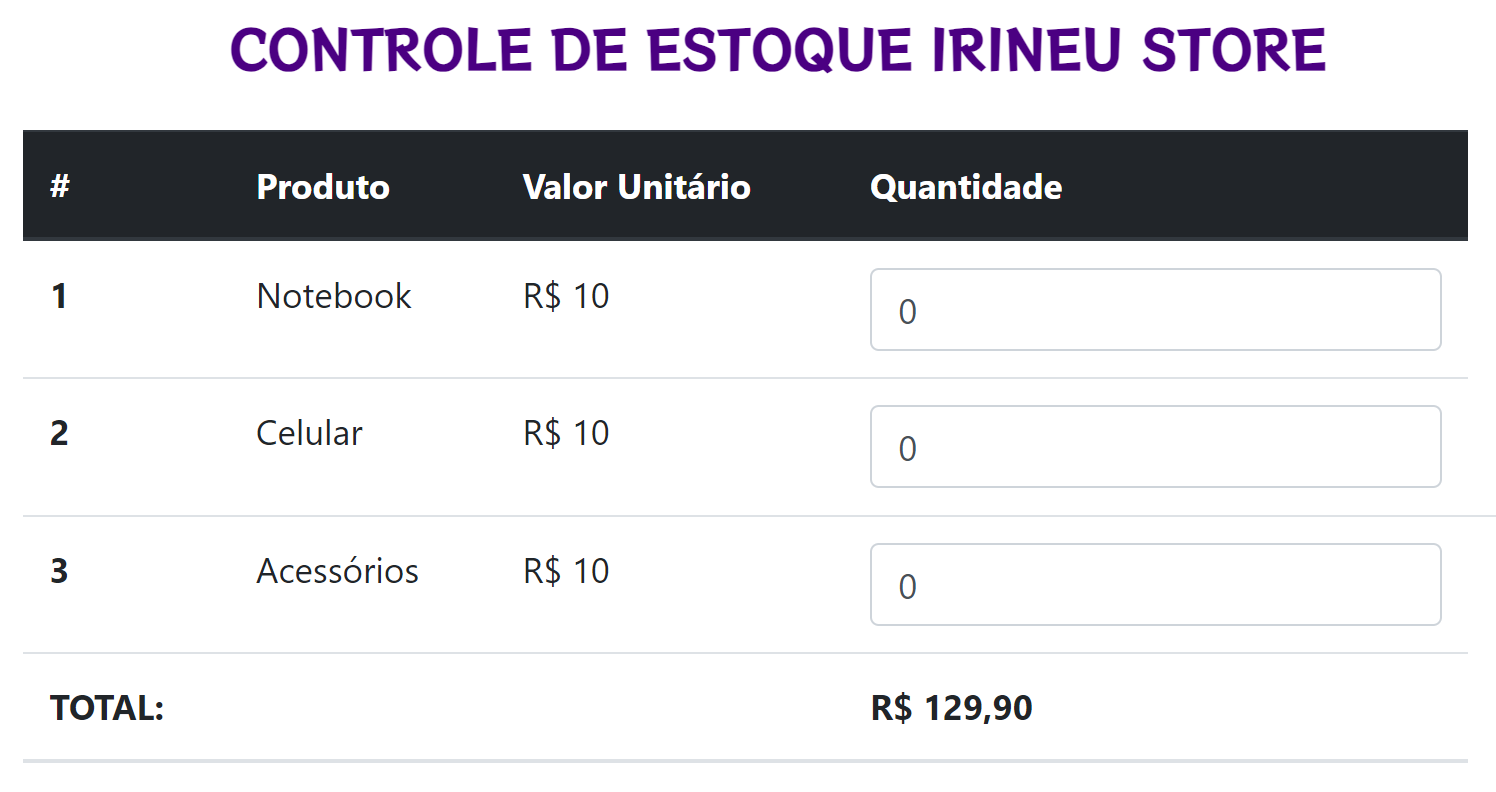 CONTROLE DE ESTOQUE IRINEU STORE
# Produto Valor Unitário Quantidade
1 Notebook R$ 10 0
2 Celular R$ 10 0
3 Acessórios R$ 10 0
TOTAL: R$ 129,90